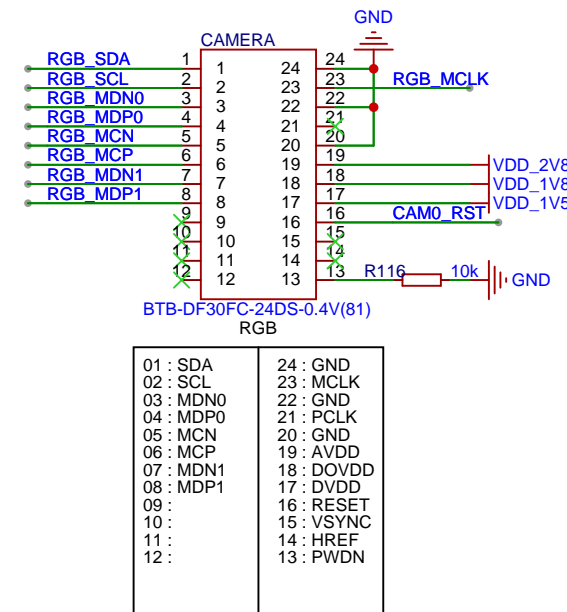 GND
CAMERA
RGB_SDA 1 1 24 24
RGB_SCL 2 2 23 23 RGB_MCLK
RGB_MDN0 3 3 22 22
RGB_MDP0 4 4 21 21
RGB_MCN 5 5 20 20
RGB_MCP 6 6 19 19 VDD_2V8
RGB_MDN1 7 7 18 18 VDD_1V8
RGB_MDP1 8 8 17 17 VDD_1V5
9 9 16 16 CAM0_RST
10 10 15 15
11 11 14 14
12 12 13 13 R116 10k GND
BTB-DF30FC-24DS-0.4V(81)
RGB
01 : SDA 24 : GND
02 : SCL 23 : MCLK
03 : MDN0 22 : GND
04 : MDP0 21 : PCLK
05 : MCN 20 : GND
06 : MCP 19 : AVDD
07 : MDN1 18 : DOVDD
08 : MDP1 17 : DVDD
09 : 16 : RESET
10 : 15 : VSYNC
11 : 14 : HREF
12 : 13 : PWDN